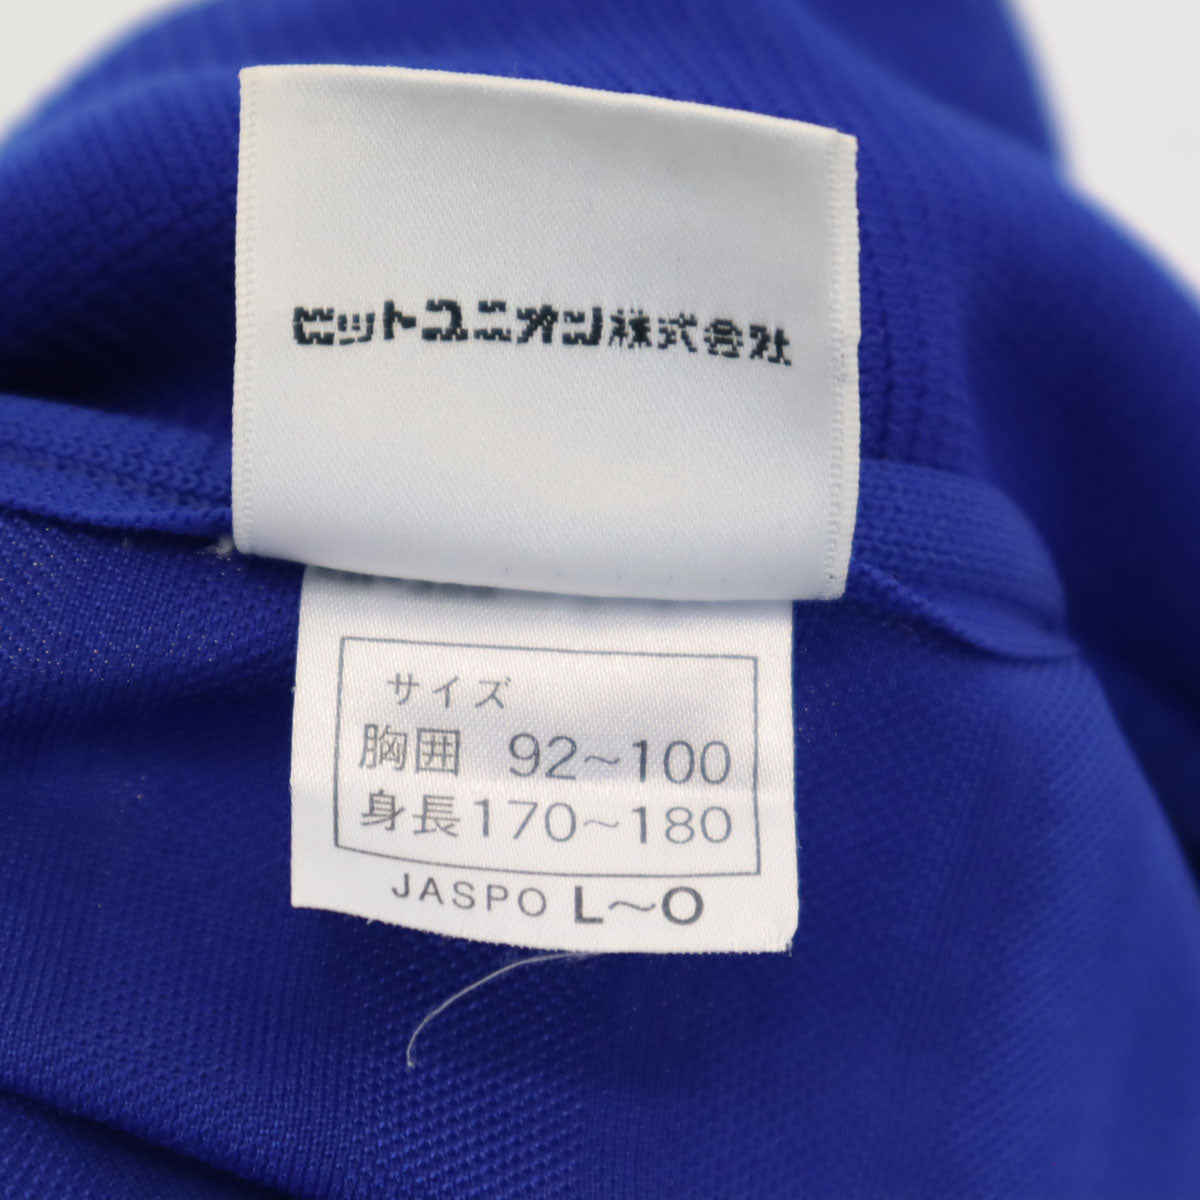 ヒットユニオン株式会社
サイズ
胸囲 92～100
身長170～180
JASPO L～O